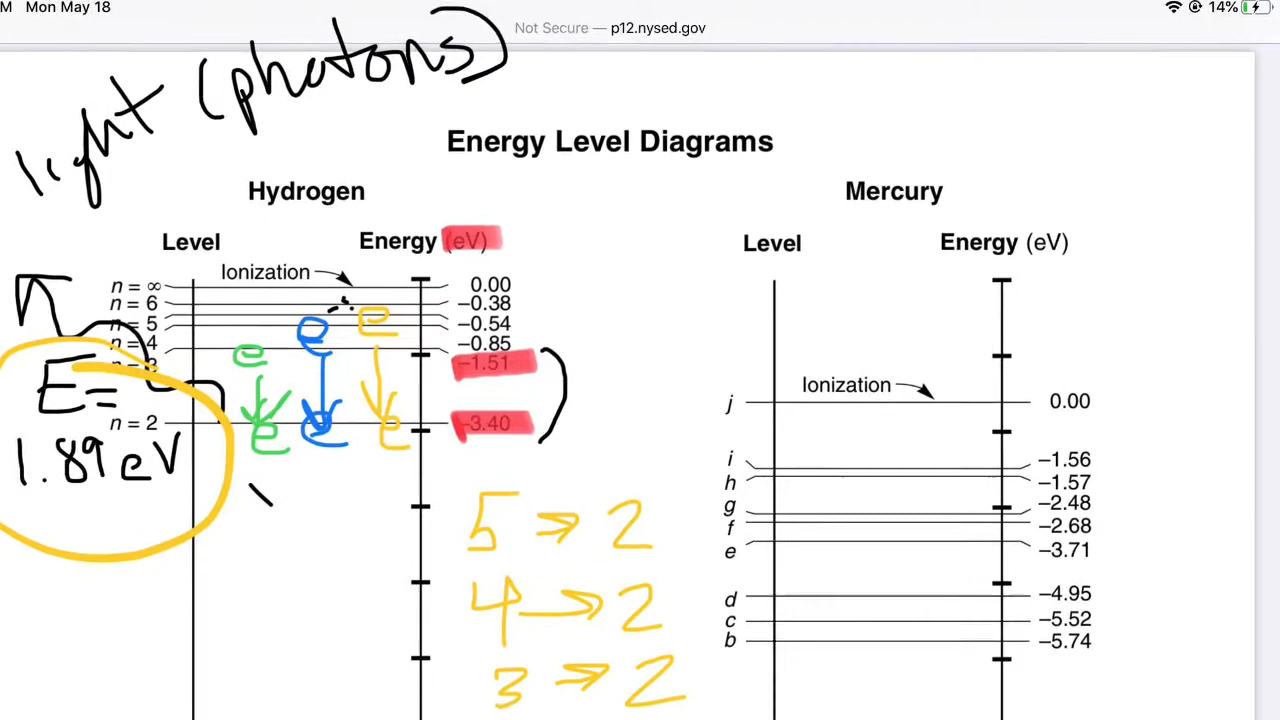 M Mon May 18
14%
Not Secure — p12.nysed.gov
light (photons)
Energy Level Diagrams
Hydrogen
Mercury
Level Energy (eV)
Level Energy (eV)
Ionization
n = ∞ 0.00
n = 6 −0.38
n = 5 −0.54
n = 4 −0.85
n = 3 −1.51
n = 2 −3.40
E=
1.89 eV
e e e
e e e
5 → 2
4 → 2
3 → 2
Ionization
j 0.00
i −1.56
h −1.57
g −2.48
f −2.68
e −3.71
d −4.95
c −5.52
b −5.74